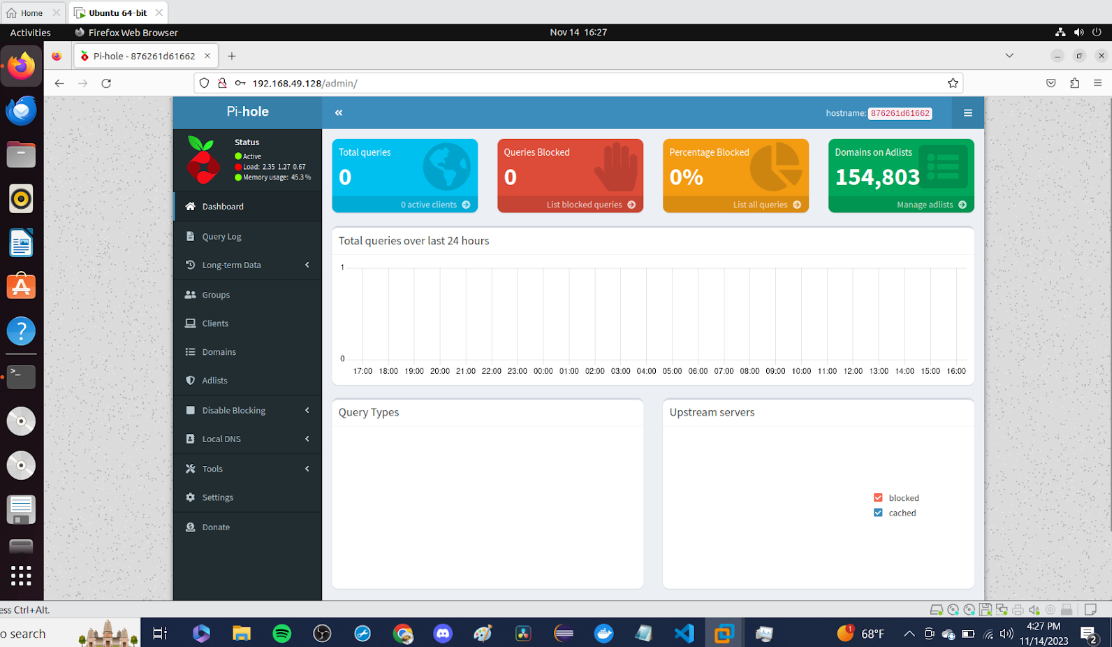 Home
Ubuntu 64-bit
Activities
Firefox Web Browser
Nov 14 16:27
Pi-hole - 876261d61662
192.168.49.128/admin/
Pi-hole
hostname: 876261d61662
Status
Active
Load: 2.35 1.27 0.67
Memory usage: 45.3 %
Dashboard
Query Log
Long-term Data
Groups
Clients
Domains
Adlists
Disable Blocking
Local DNS
Tools
Settings
Donate
Total queries
0
0 active clients
Queries Blocked
0
List blocked queries
Percentage Blocked
0%
List all queries
Domains on Adlists
154,803
Manage adlists
Total queries over last 24 hours
1
0
17:00 18:00 19:00 20:00 21:00 22:00 23:00 00:00 01:00 02:00 03:00 04:00 05:00 06:00 07:00 08:00 09:00 10:00 11:00 12:00 13:00 14:00 15:00 16:00
Query Types
Upstream servers
blocked
cached
ess Ctrl+Alt.
o search
68°F
4:27 PM
11/14/2023
2